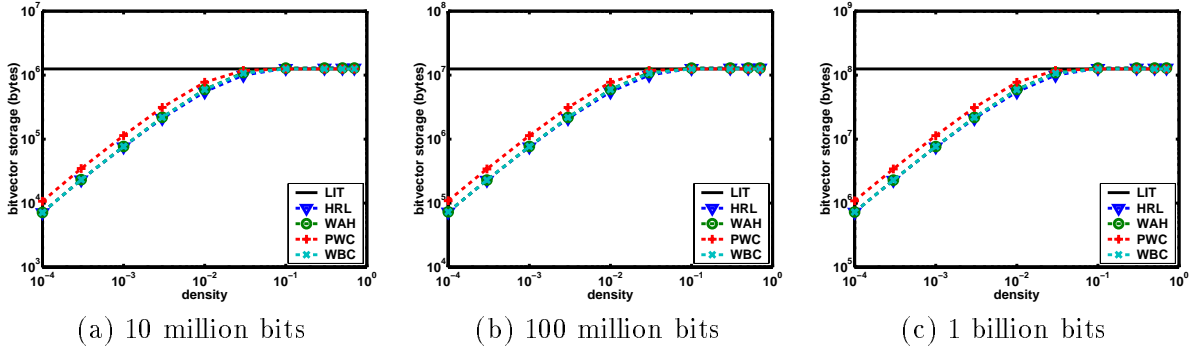 10^7
10^6
10^5
10^4
10^3
bitvector storage (bytes)
10^−4 10^−3 10^−2 10^−1 10^0
density
LIT
HRL
WAH
PWC
WBC
(a) 10 million bits
10^8
10^7
10^6
10^5
10^4
bitvector storage (bytes)
10^−4 10^−3 10^−2 10^−1 10^0
density
LIT
HRL
WAH
PWC
WBC
(b) 100 million bits
10^9
10^8
10^7
10^6
10^5
bitvector storage (bytes)
10^−4 10^−3 10^−2 10^−1 10^0
density
LIT
HRL
WAH
PWC
WBC
(c) 1 billion bits